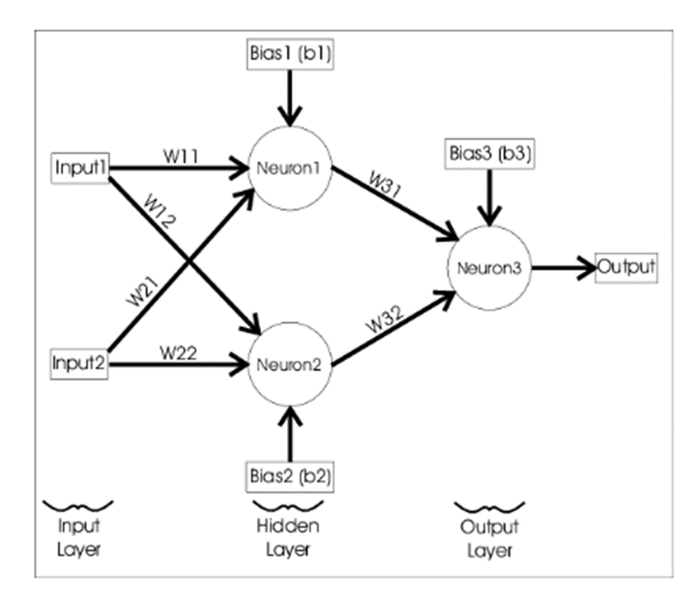 Bias1 (b1)
Input1
W11
Neuron1
Bias3 (b3)
W12
W31
W21
Neuron3
Output
Input2
W22
Neuron2
W32
Bias2 (b2)
Input
Layer
Hidden
Layer
Output
Layer